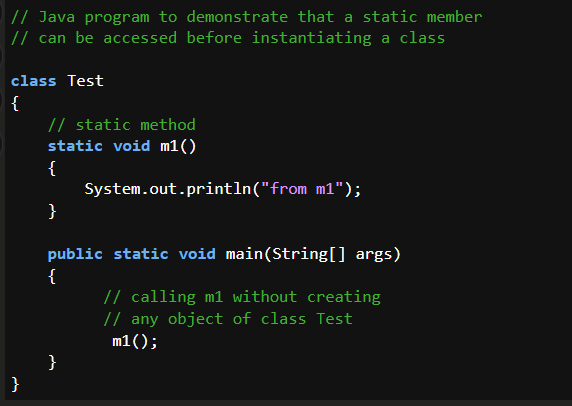 // Java program to demonstrate that a static member
// can be accessed before instantiating a class
class Test
{
// static method
static void m1()
{
System.out.println("from m1");
}
public static void main(String[] args)
{
// calling m1 without creating
// any object of class Test
m1();
}
}